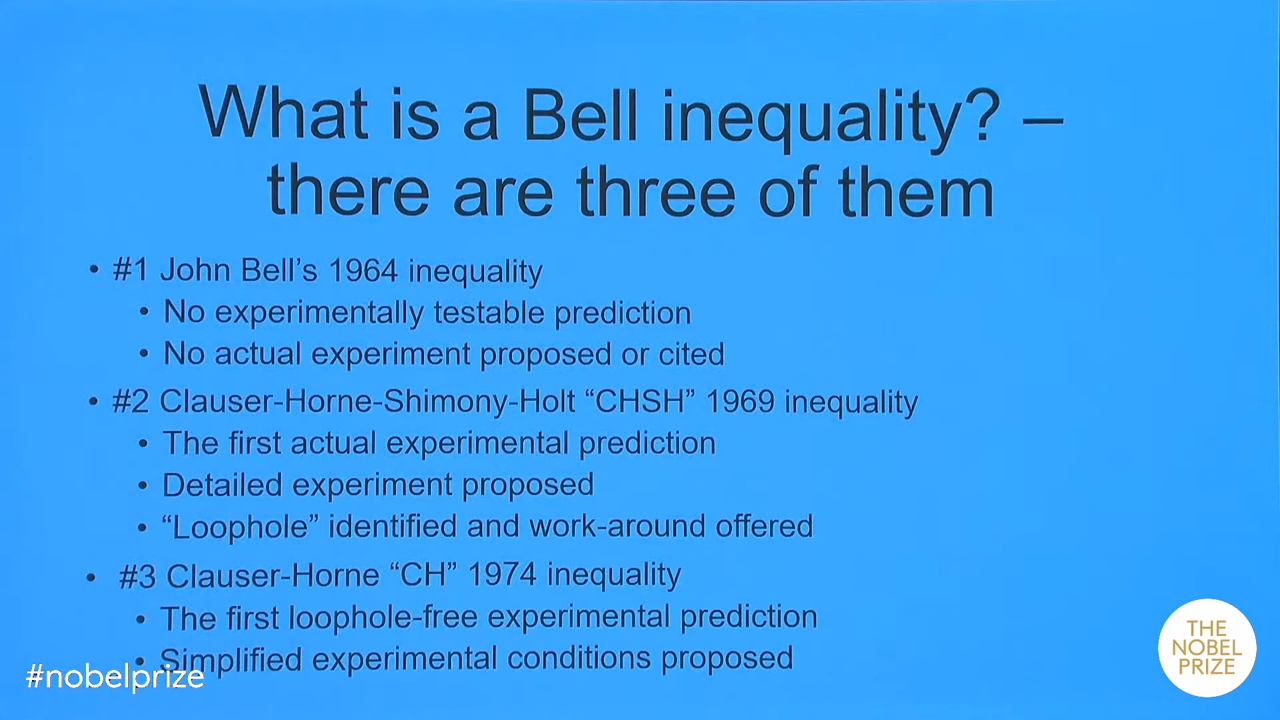 What is a Bell inequality? –
there are three of them
• #1 John Bell’s 1964 inequality
• No experimentally testable prediction
• No actual experiment proposed or cited
• #2 Clauser-Horne-Shimony-Holt “CHSH” 1969 inequality
• The first actual experimental prediction
• Detailed experiment proposed
• “Loophole” identified and work-around offered
• #3 Clauser-Horne “CH” 1974 inequality
• The first loophole-free experimental prediction
• Simplified experimental conditions proposed
#nobelprize
THE
NOBEL
PRIZE